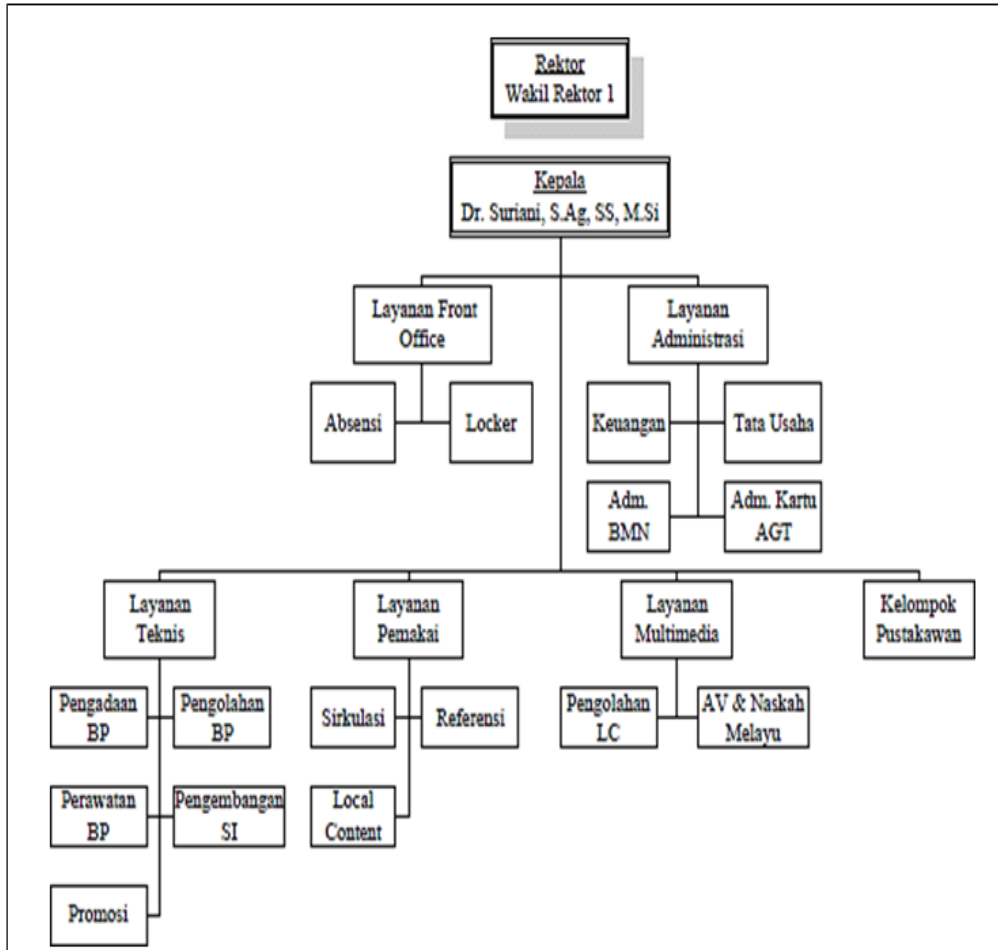 Rektor
Wakil Rektor 1
Kepala
Dr. Suriani, S.Ag, SS, M.Si
Layanan Front
Office
Layanan
Administrasi
Absensi
Locker
Keuangan
Tata Usaha
Adm.
BMN
Adm. Kartu
AGT
Layanan
Teknis
Layanan
Pemakai
Layanan
Multimedia
Kelompok
Pustakawan
Pengadaan
BP
Pengolahan
BP
Sirkulasi
Referensi
Pengolahan
LC
AV & Naskah
Melayu
Perawatan
BP
Pengembangan
SI
Local
Content
Promosi